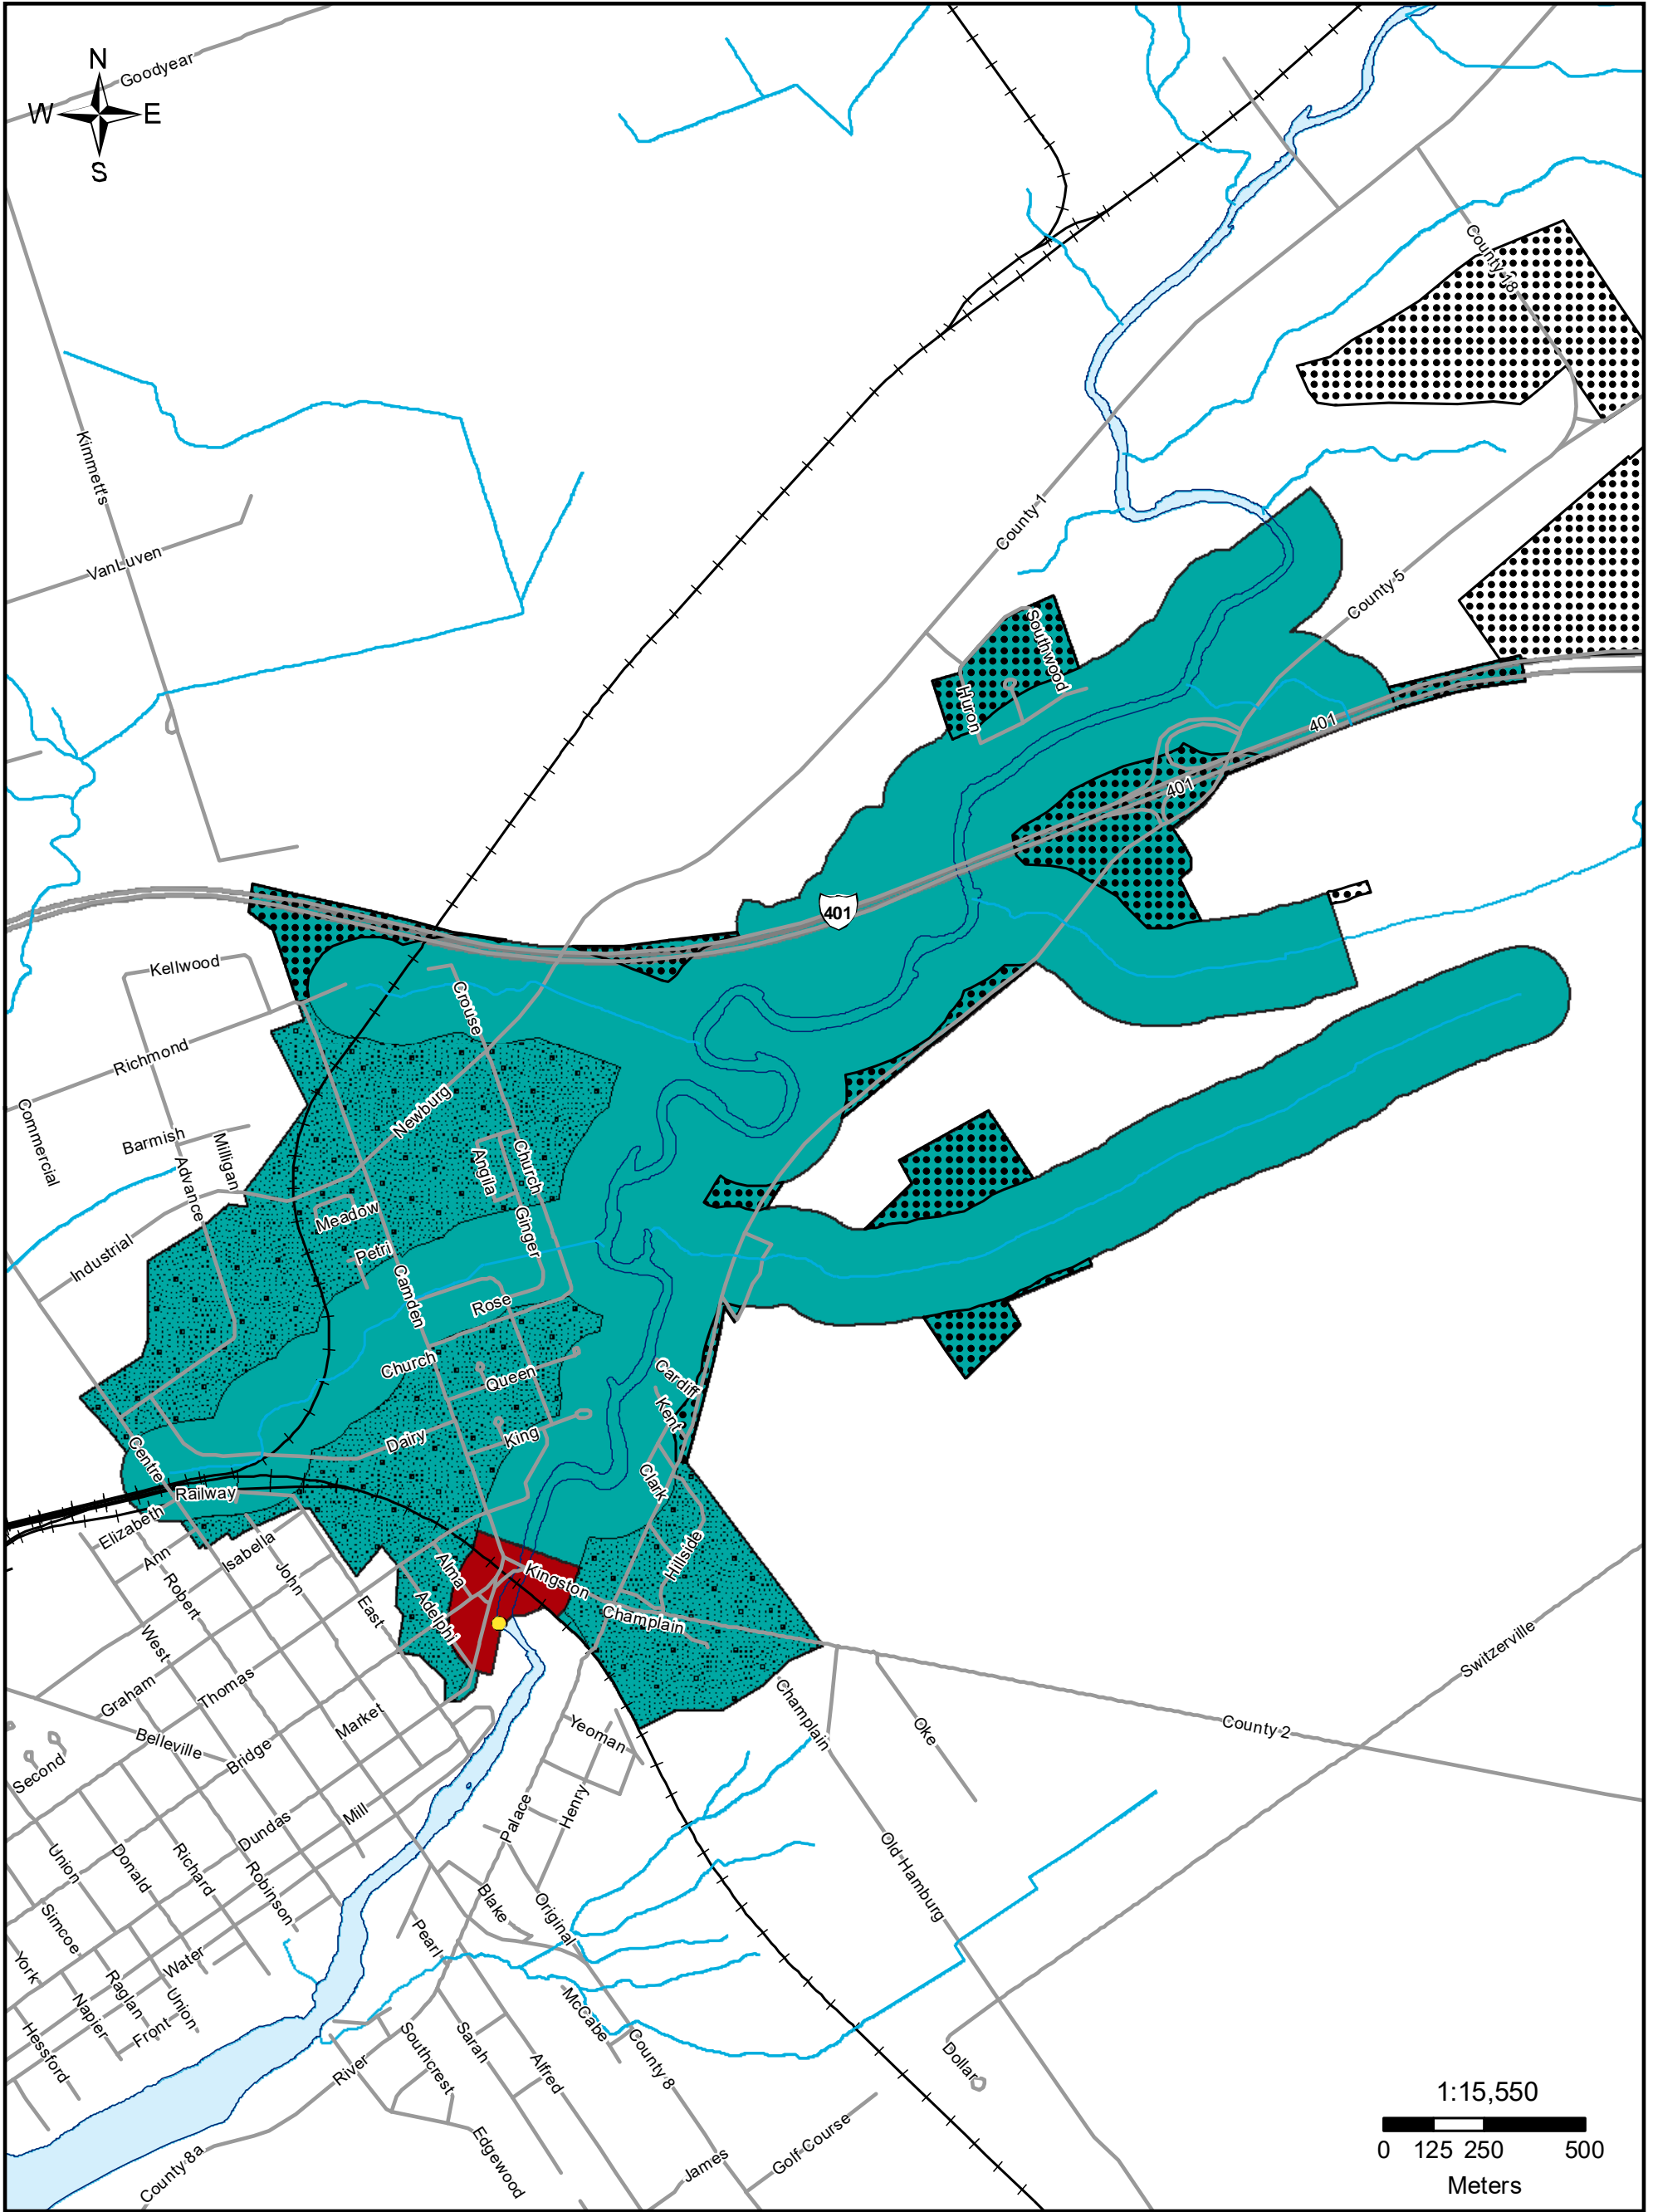 N
W E
S
Goodyear
County 18
Kimmett's
County 1
VanLuven
County 5
Southwood
Huron
401
401
401
Kellwood
Crouse
Richmond
Commercial
Newburg
Barmish
Milligan
Advance
Church
Angila
Meadow
Ginger
Petri
Industrial
Camden
Rose
Church
Queen
Cardiff
Kent
Dairy
King
Centre
Clark
Railway
Elizabeth
Isabella
Ann
Hillside
Alma
Kingston
John
Robert
Adelphi
East
Champlain
West
Switzerville
Graham
Thomas
Champlain
Market
County 2
Oke
Belleville
Yeoman
Bridge
Second
Henry
Mill
Palace
Dundas
Union
Donald
Richard
Robinson
Old Hamburg
Blake
Original
Simcoe
Pearl
Water
York
Raglan
Union
Napier
McCabe
Front
Hessford
Southcrest
Sarah
County 8
River
Alfred
Dollar
1:15,550
0 125 250 500
Meters
Golf-Course
Edgewood
James
County 8a